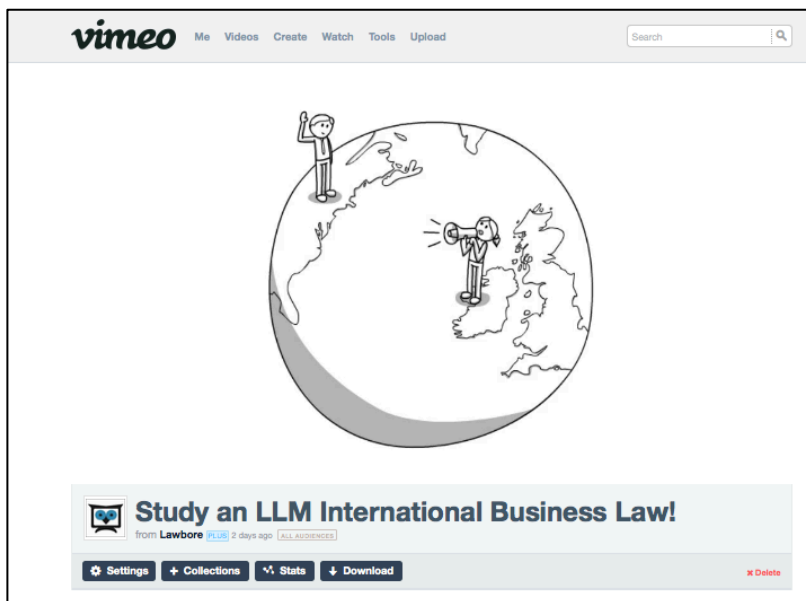 vimeo Me Videos Create Watch Tools Upload Search
Study an LLM International Business Law!
from Lawbore PLUS 2 days ago ALL AUDIENCES
Settings + Collections Stats Download Delete